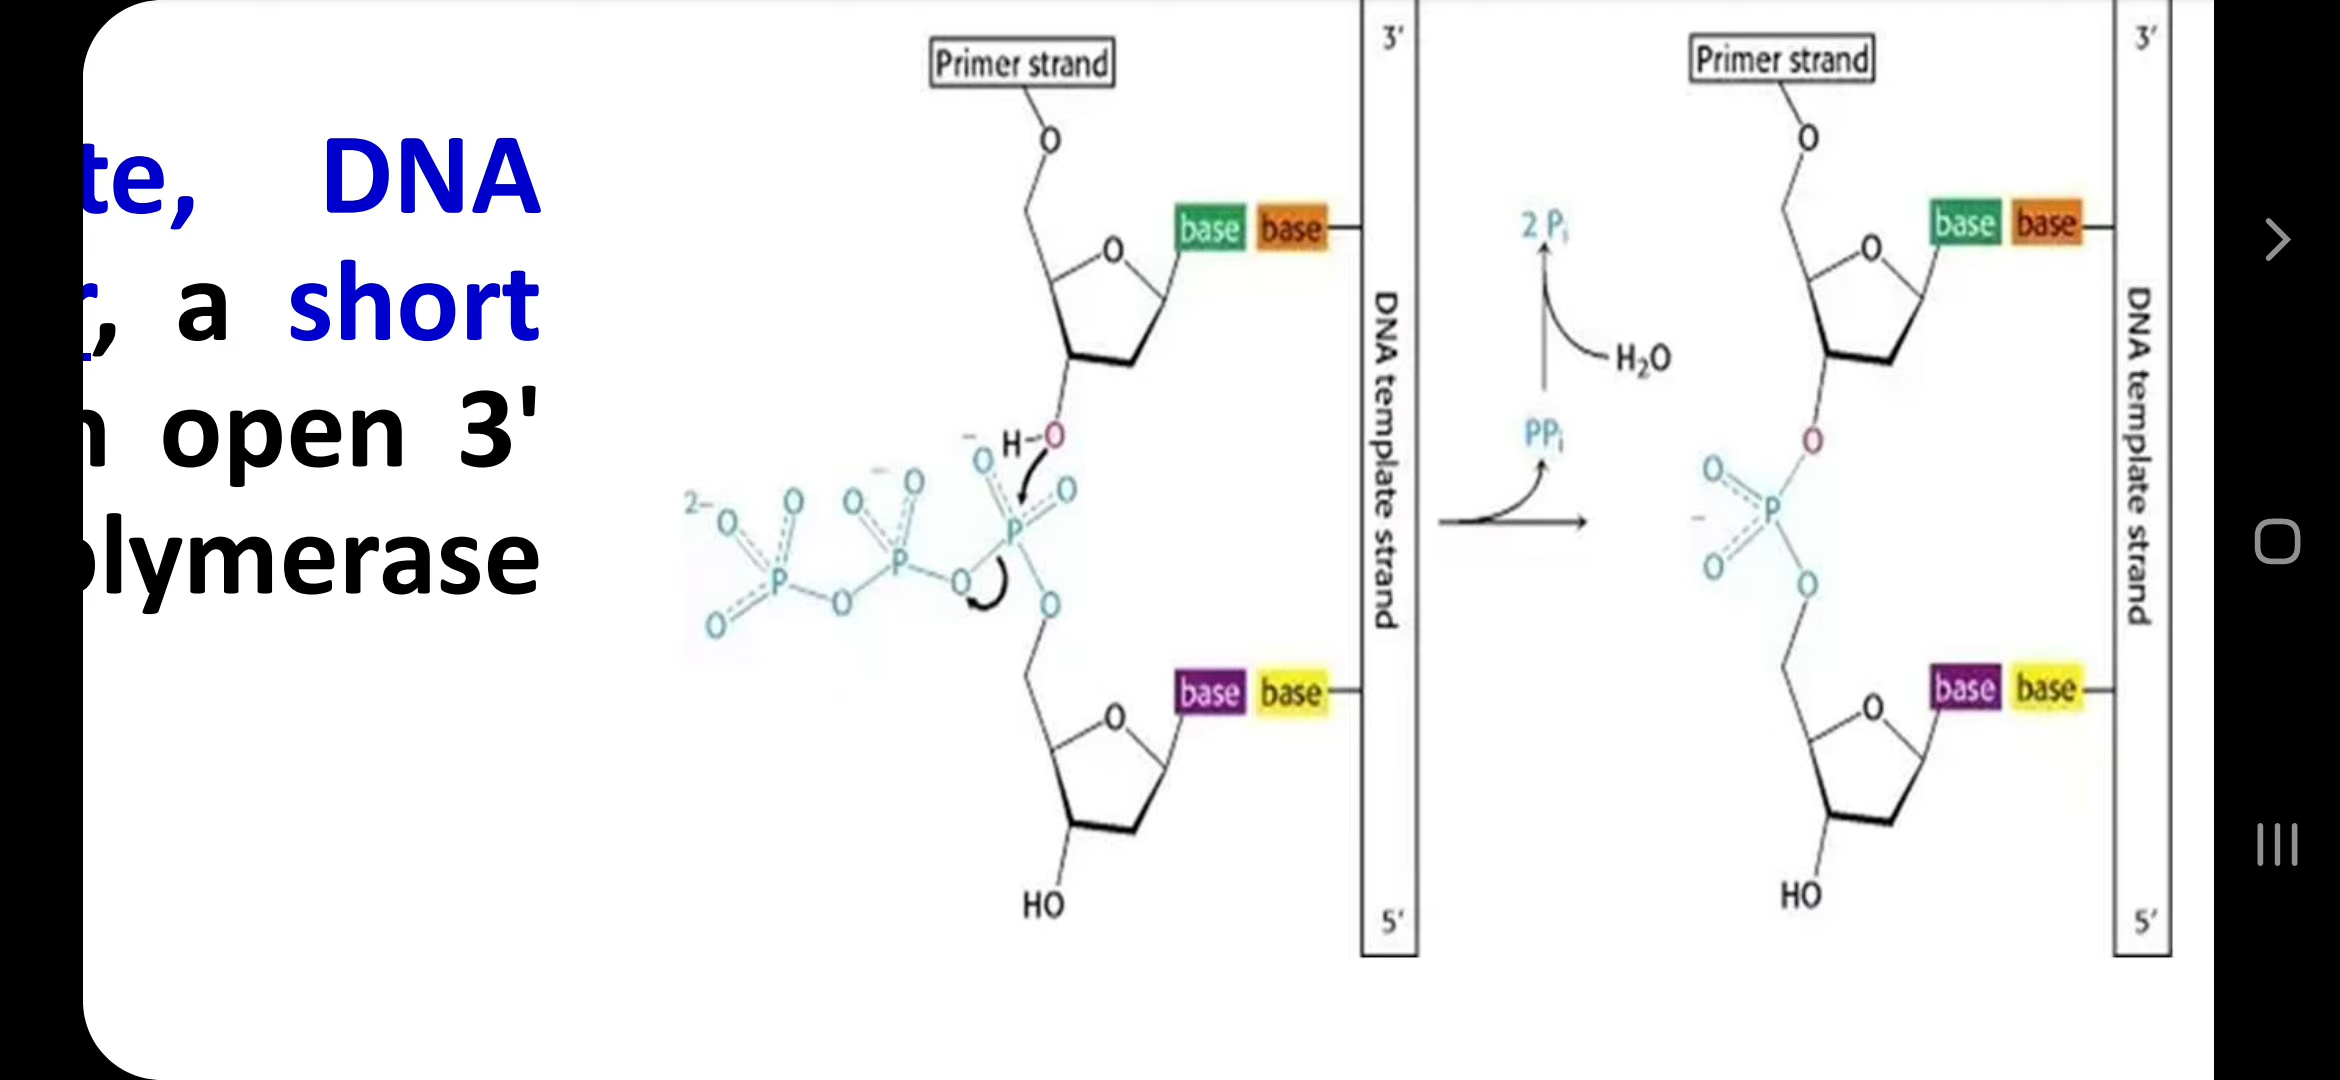 te, DNA
, a short
open 3'
lymerase
Primer strand
O
base base
O
H-O
2-
O O O O O O
P P P
O O O O
base base
O
HO
3'
DNA template strand
5'
2 Pi
H₂O
PPi
Primer strand
O
base base
O
O
O
P
O
O
base base
O
HO
3'
DNA template strand
5'